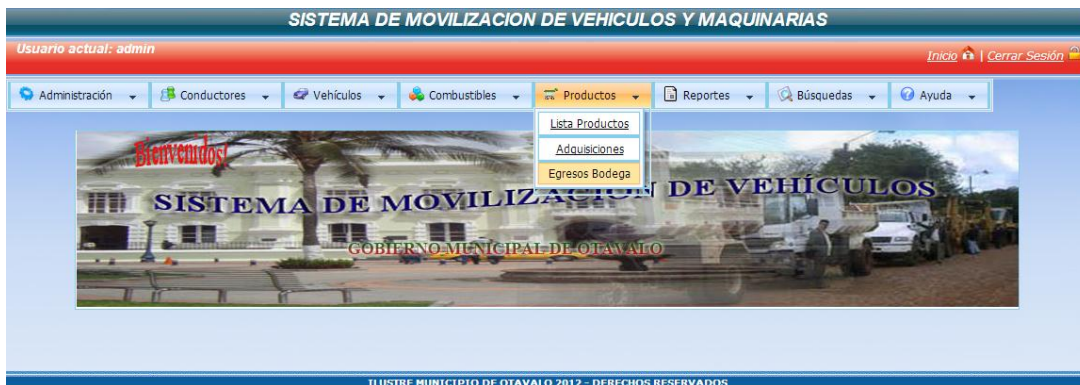 SISTEMA DE MOVILIZACION DE VEHICULOS Y MAQUINARIAS
Usuario actual: admin
Inicio | Cerrar Sesión
Administración Conductores Vehículos Combustibles Productos Reportes Búsquedas Ayuda
Lista Productos
Adquisiciones
Egresos Bodega
Bienvenidos!
SISTEMA DE MOVILIZACION DE VEHÍCULOS
GOBIERNO MUNICIPAL DE OTAVALO
ILUSTRE MUNICIPIO DE OTAVALO 2012 - DERECHOS RESERVADOS